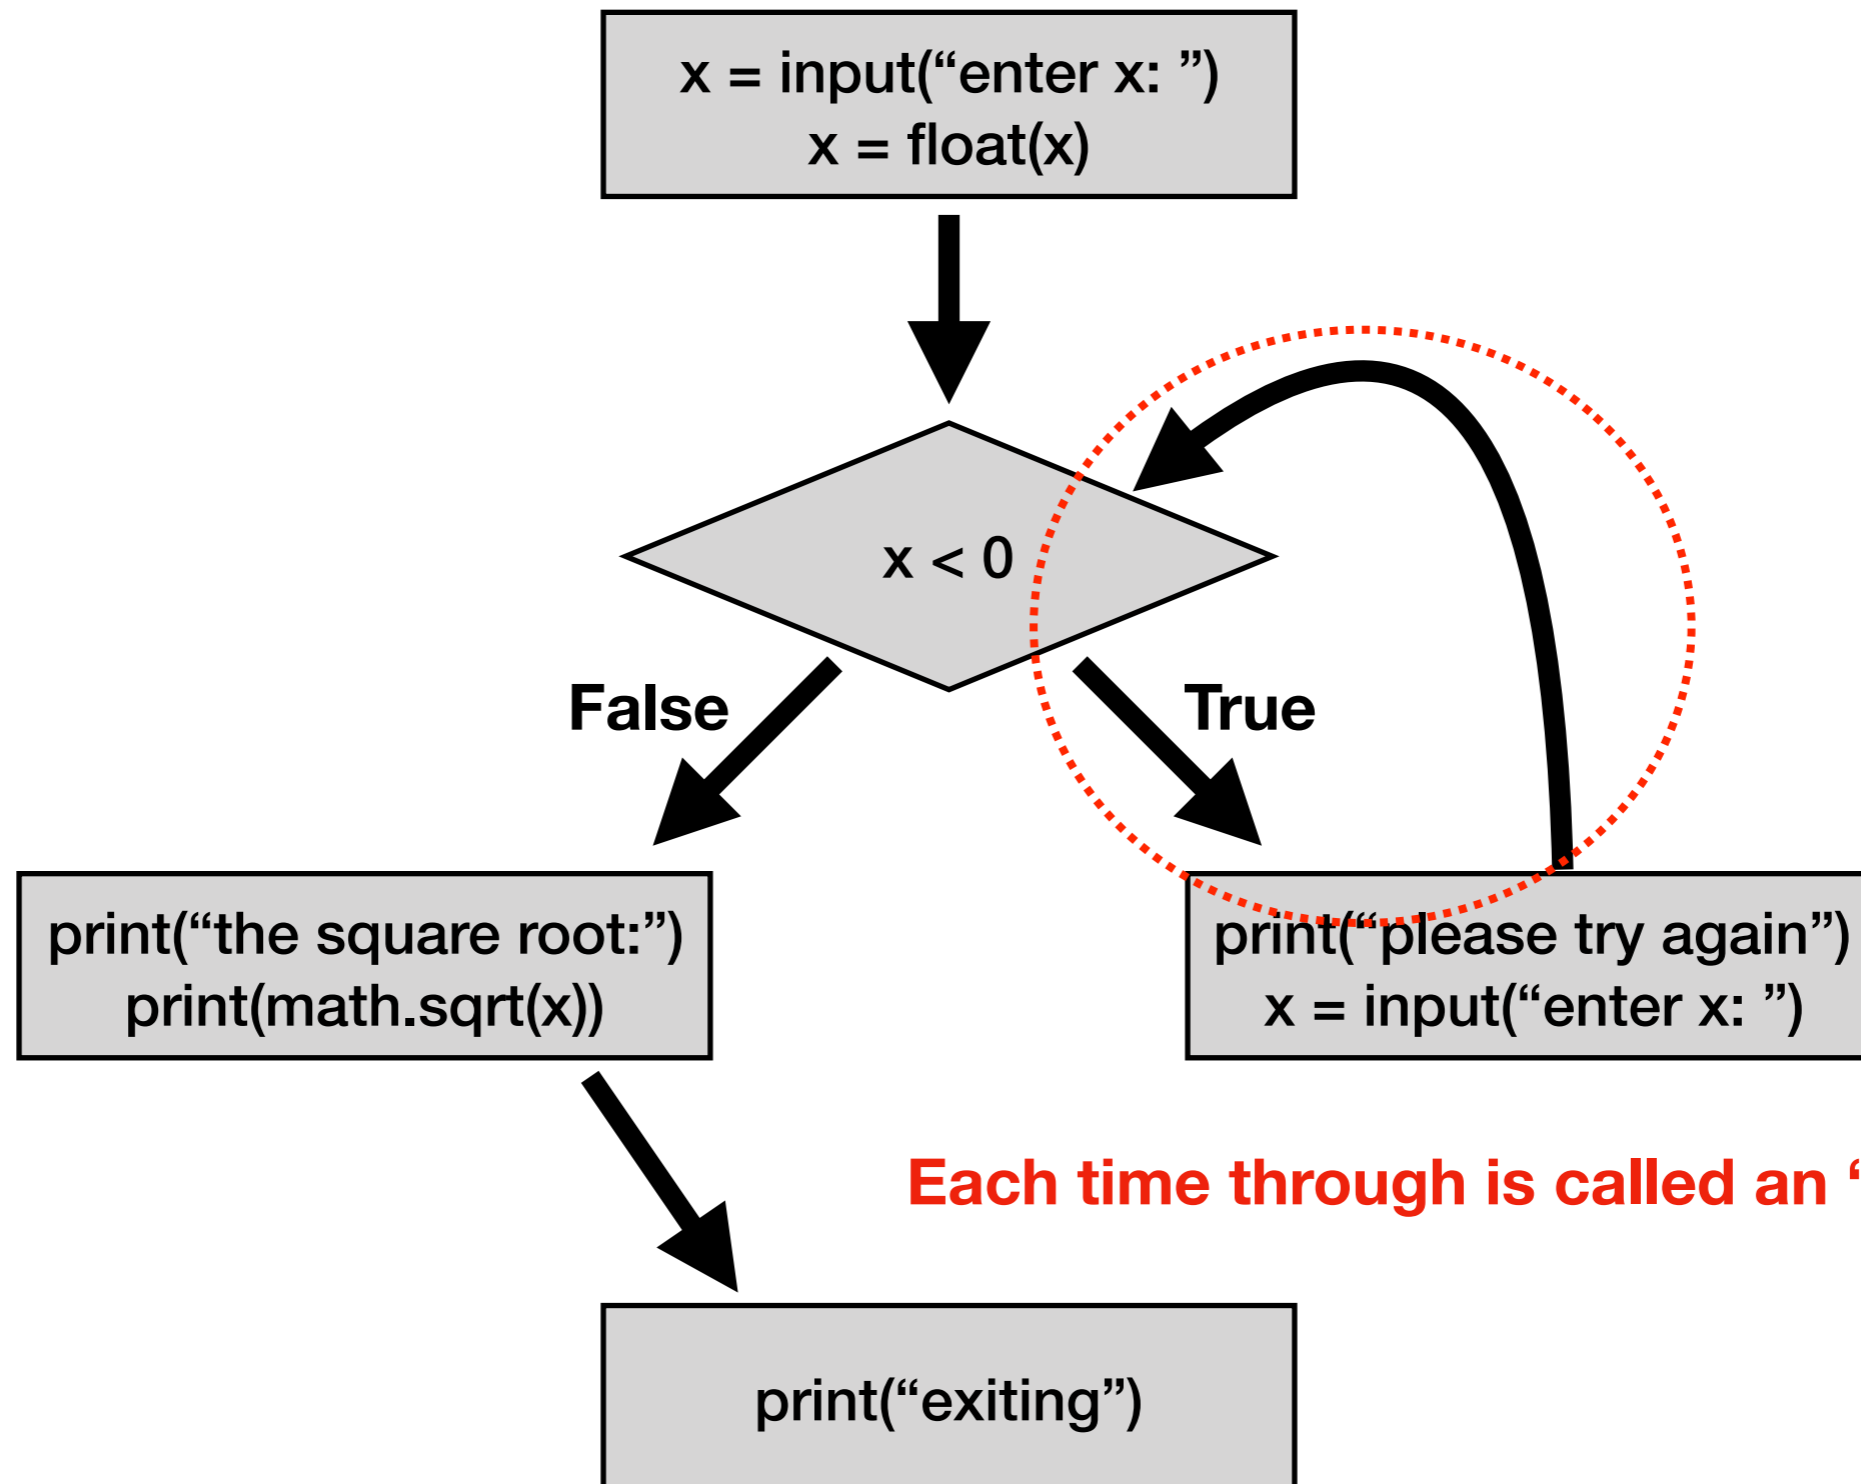 x = input(“enter x: ”)
x = float(x)
x < 0
False
True
print(“the square root:”)
print(math.sqrt(x))
print(“please try again”)
x = input(“enter x: ”)
Each time through is called an ‘
print(“exiting”)